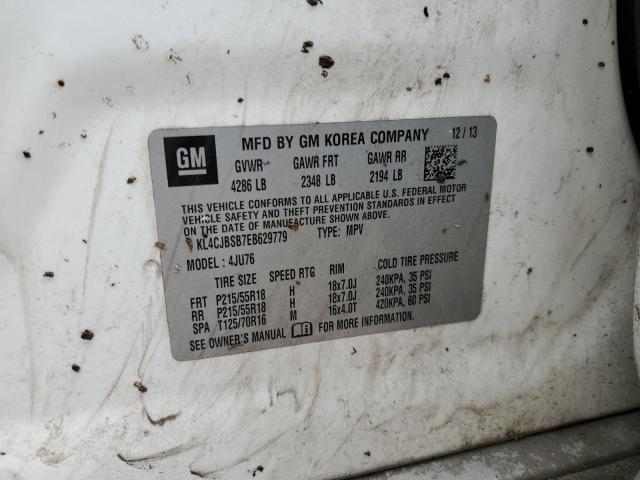 GM
MFD BY GM KOREA COMPANY 12/13
GVWR GAWR FRT GAWR RR
4286 LB 2348 LB 2194 LB
THIS VEHICLE CONFORMS TO ALL APPLICABLE U.S. FEDERAL MOTOR
VEHICLE SAFETY AND THEFT PREVENTION STANDARDS IN EFFECT
ON THE DATE OF MANUFACTURE SHOWN ABOVE.
KL4CJBSB7EB629779 TYPE: MPV
MODEL: 4JU76
TIRE SIZE SPEED RTG RIM COLD TIRE PRESSURE
FRT P215/55R18 H 18x7.0J 240KPA, 35 PSI
RR P215/55R18 H 18x7.0J 240KPA, 35 PSI
SPA T125/70R16 M 16x4.0T 420KPA, 60 PSI
SEE OWNER'S MANUAL FOR MORE INFORMATION.